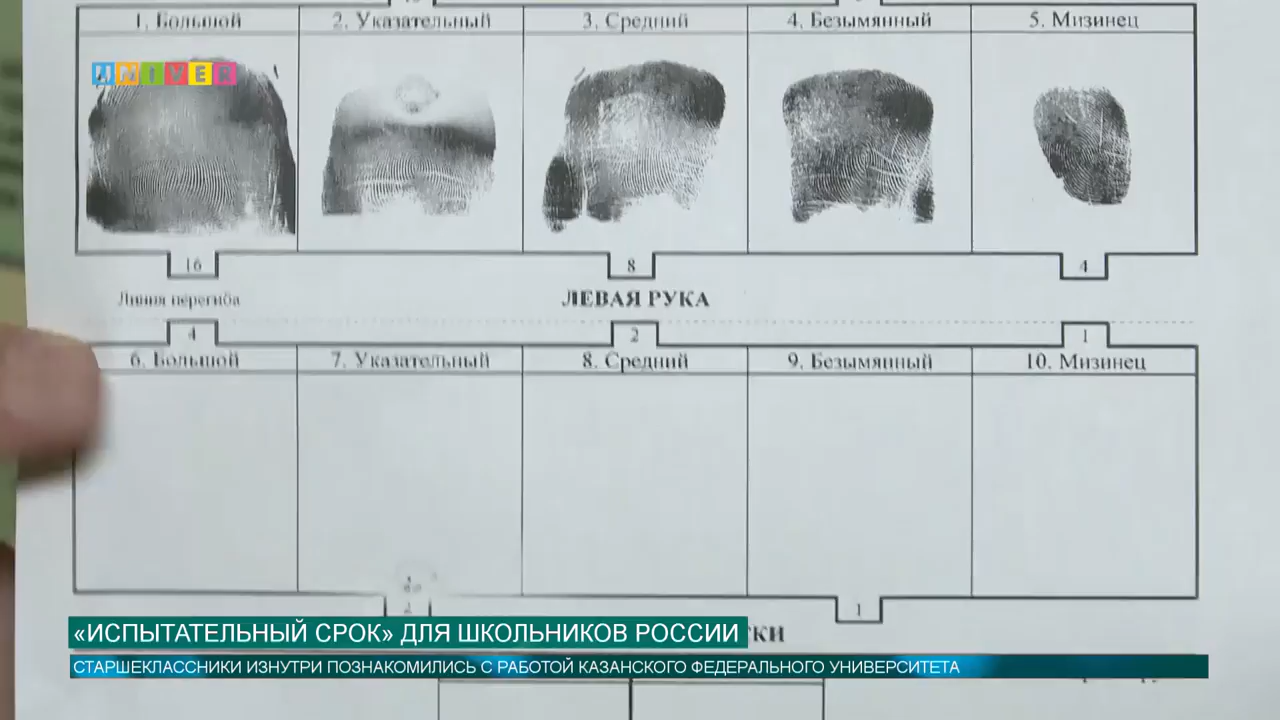 1. Большой 2. Указательный 3. Средний 4. Безымянный 5. Мизинец
UNIVER
16 8 4
Линия перегиба ЛЕВАЯ РУКА
4 2 1
6. Большой 7. Указательный 8. Средний 9. Безымянный 10. Мизинец
2 1
«ИСПЫТАТЕЛЬНЫЙ СРОК» ДЛЯ ШКОЛЬНИКОВ РОССИИ
СТАРШЕКЛАССНИКИ ИЗНУТРИ ПОЗНАКОМИЛИСЬ С РАБОТОЙ КАЗАНСКОГО ФЕДЕРАЛЬНОГО УНИВЕРСИТЕТА